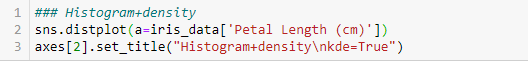 1 ### Histogram+density
2 sns.distplot(a=iris_data['Petal Length (cm)'])
3 axes[2].set_title("Histogram+density\nkde=True")